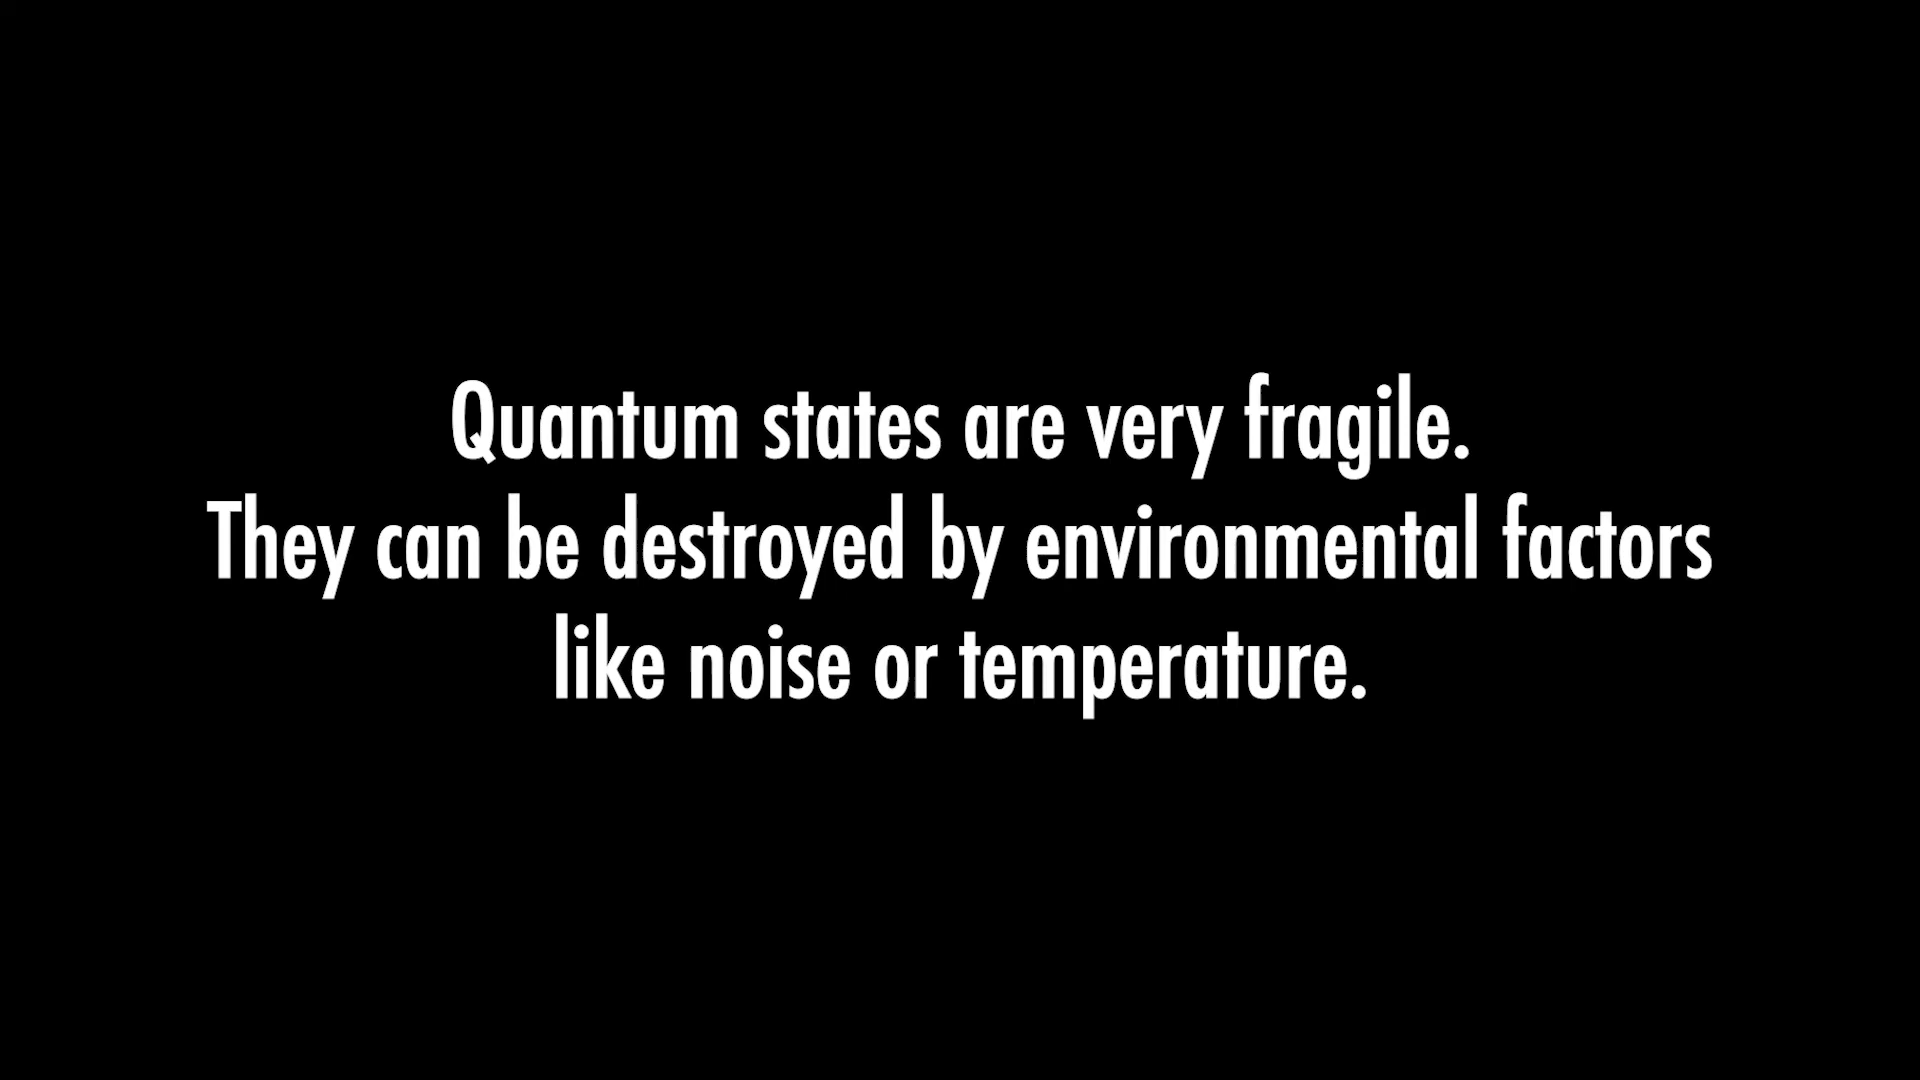 Quantum states are very fragile.
They can be destroyed by environmental factors
like noise or temperature.